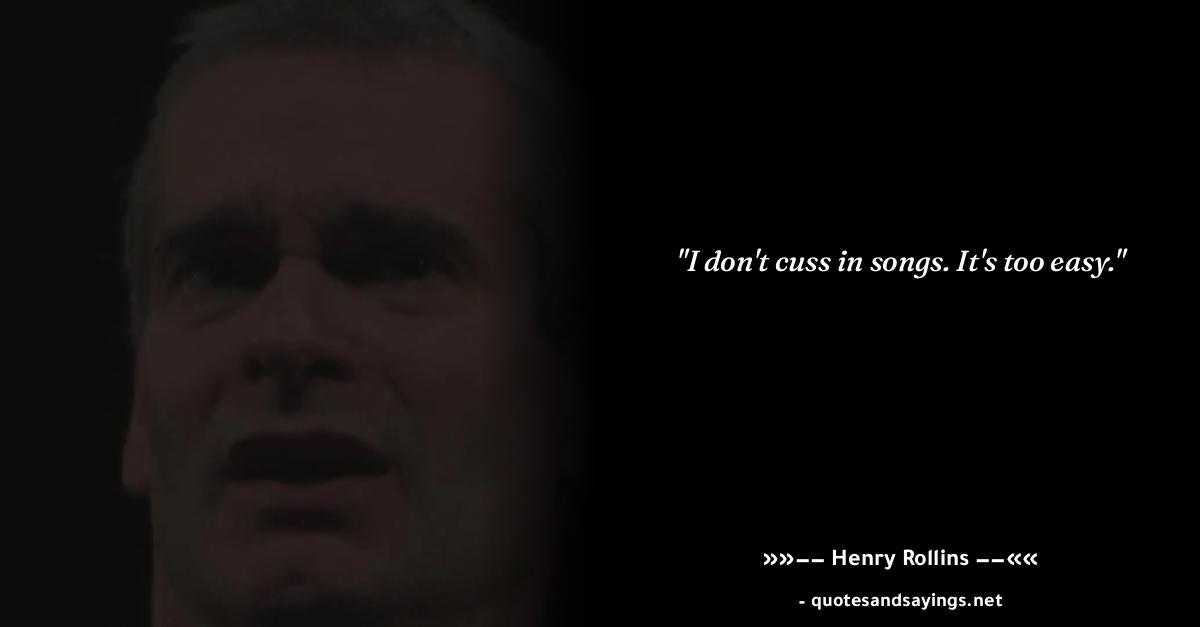 "I don't cuss in songs. It's too easy."
»»−− Henry Rollins −−««
- quotesandsayings.net